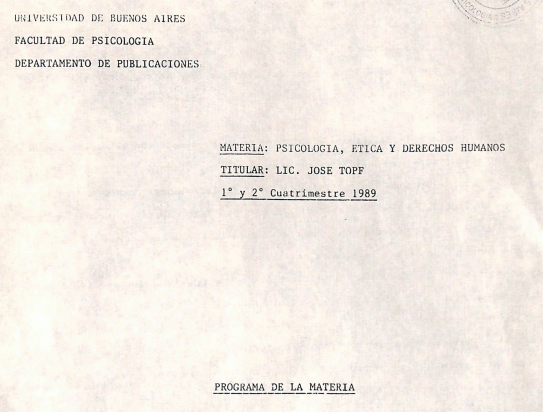 UNIVERSIDAD DE BUENOS AIRES
FACULTAD DE PSICOLOGIA
DEPARTAMENTO DE PUBLICACIONES
MATERIA: PSICOLOGIA, ETICA Y DERECHOS HUMANOS
TITULAR: LIC. JOSE TOPF
1° y 2° Cuatrimestre 1989
PROGRAMA DE LA MATERIA